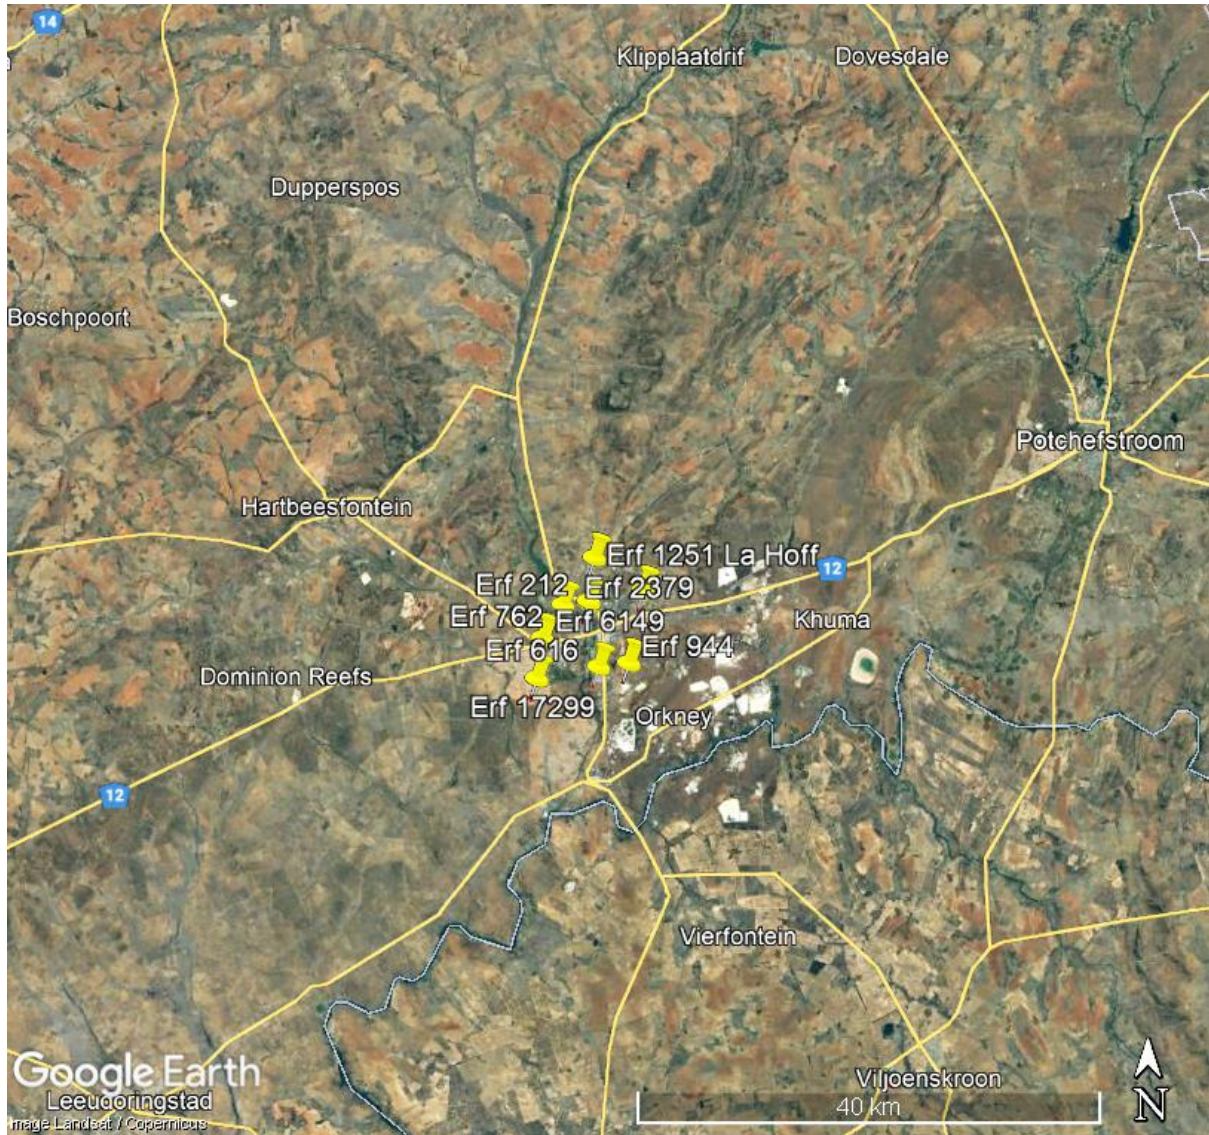 14
Klipplaatdrif
Dovesdale
Dupperspos
Boschpoort
Potchefstroom
Hartbeesfontein
Erf 1251 La Hoff
12
Erf 212
Erf 2379
Erf 762
Erf 6149
Khuma
Erf 616
Erf 944
Dominion Reefs
Erf 17299
Orkney
12
Vierfontein
Google Earth
Viljoenskroon
Leeudoringstad
40 km
N
mage Landsat / Copernicus